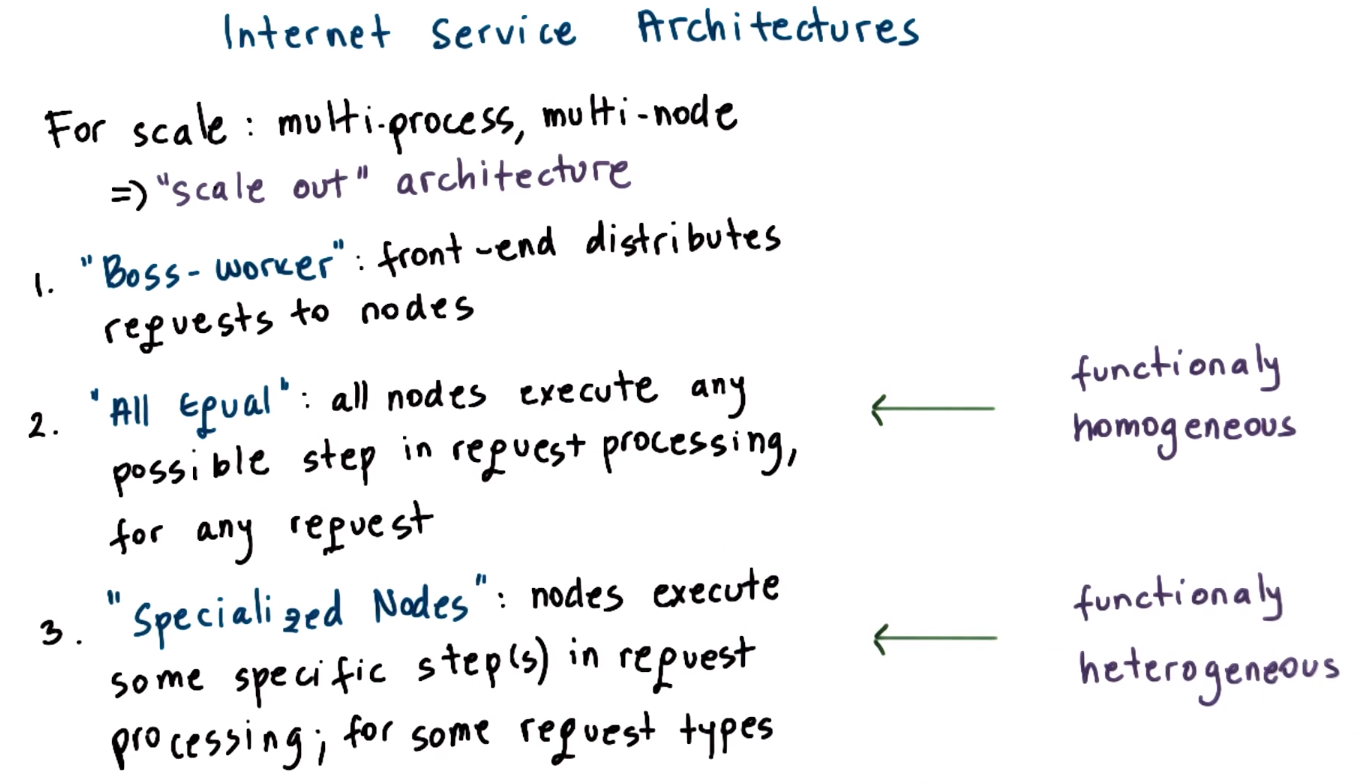 Internet Service Architectures
For scale: multi-process, multi-node
=> "scale out" architecture
1. "Boss-worker": front-end distributes
requests to nodes
2. "All Equal": all nodes execute any
possible step in request processing,
for any request
functionaly
homogeneous
3. "Specialized Nodes": nodes execute
some specific step(s) in request
processing; for some request types
functionaly
heterogeneous